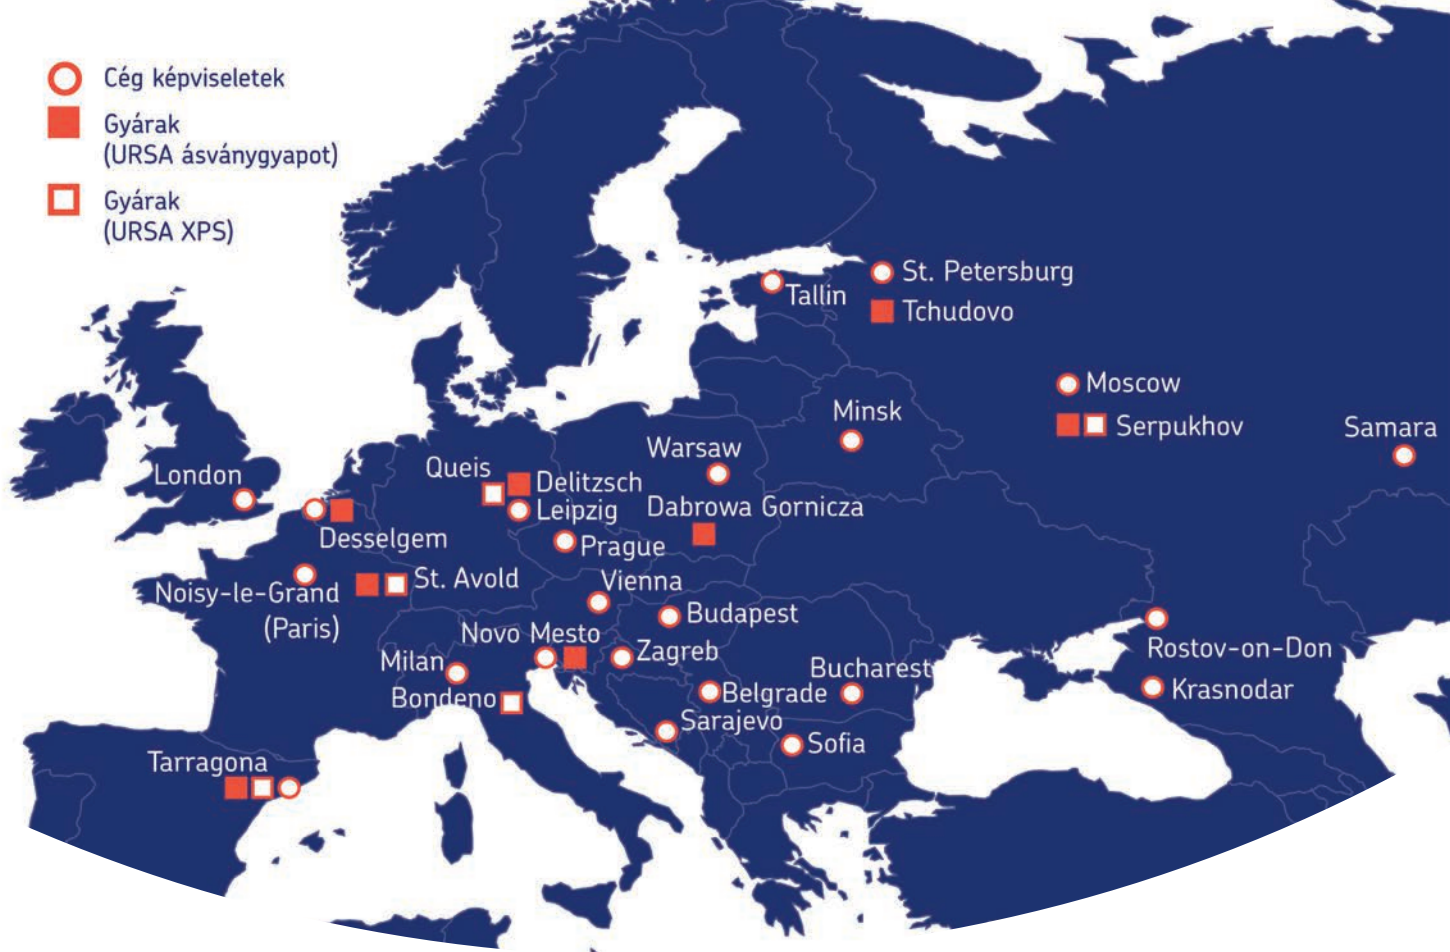 Cég képviseletek
Gyárak
(URSA ásványgyapot)
Gyárak
(URSA XPS)
St. Petersburg
Tallin
Tchudovo
Moscow
Minsk
Serpukhov
Samara
Warsaw
London
Queis
Delitzsch
Dabrowa Gornicza
Leipzig
Desselgem
Prague
St. Avold
Vienna
Noisy-le-Grand
(Paris)
Budapest
Novo Mesto
Rostov-on-Don
Zagreb
Milan
Bucharest
Krasnodar
Belgrade
Bondeno
Sarajevo
Sofia
Tarragona